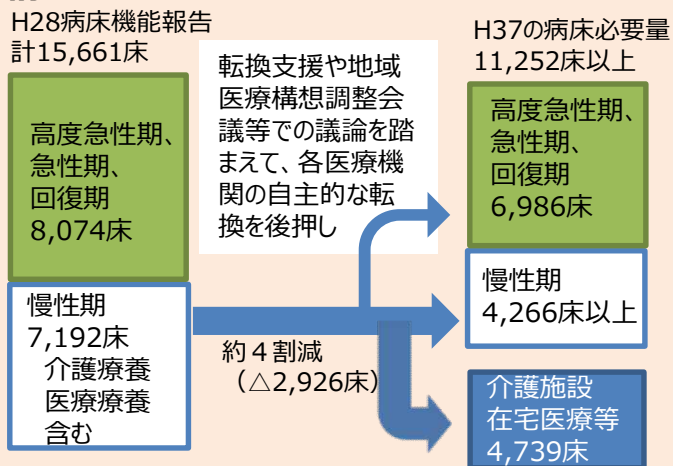 H28病床機能報告
計15,661床
高度急性期、
急性期、
回復期
8,074床
慢性期
7,192床
介護療養
医療療養
含む
転換支援や地域
医療構想調整会
議等での議論を踏
まえて、各医療機
関の自主的な転
換を後押し
約４割減
（△2,926床）
H37の病床必要量
11,252床以上
高度急性期、
急性期、
回復期
6,986床
慢性期
4,266床以上
介護施設
在宅医療等
4,739床